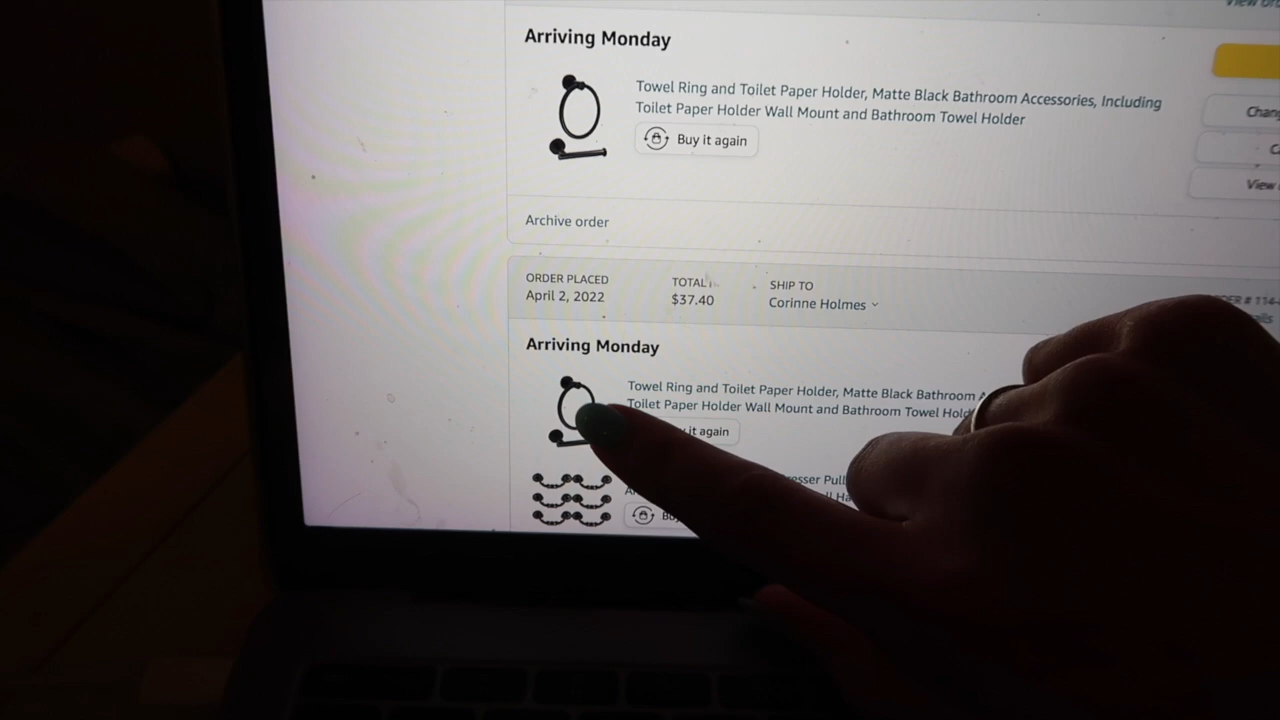 Arriving Monday
Towel Ring and Toilet Paper Holder, Matte Black Bathroom Accessories, Including
Toilet Paper Holder Wall Mount and Bathroom Towel Holder
Buy it again
View
Archive order
ORDER PLACED
April 2, 2022
TOTAL
$37.40
SHIP TO
Corinne Holmes
# 114-
Arriving Monday
Towel Ring and Toilet Paper Holder, Matte Black Bathroom
Toilet Paper Holder Wall Mount and Bathroom Towel
it again